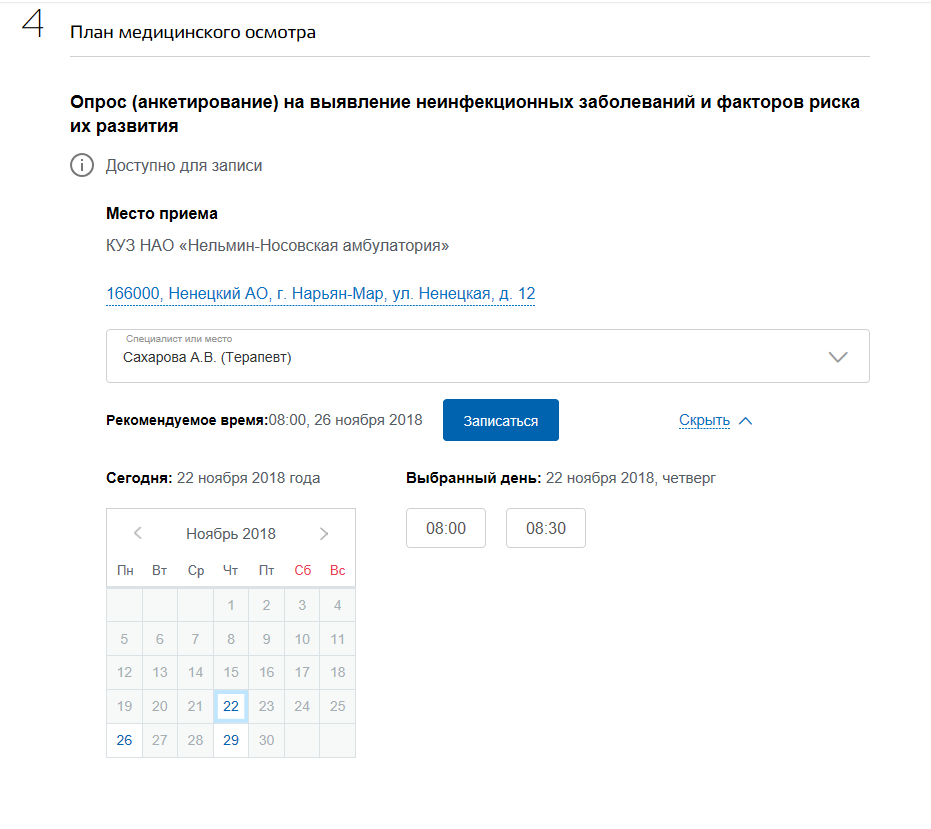 4
План медицинского осмотра
Опрос (анкетирование) на выявление неинфекционных заболеваний и факторов риска
их развития
i Доступно для записи
Место приема
КУЗ НАО «Нельмин-Носовская амбулатория»
166000, Ненецкий АО, г. Нарьян-Мар, ул. Ненецкая, д. 12
Специалист или место
Сахарова А.В. (Терапевт)
Рекомендуемое время:08:00, 26 ноября 2018 Записаться Скрыть
Сегодня: 22 ноября 2018 года Выбранный день: 22 ноября 2018, четверг
08:00 08:30
Ноябрь 2018
Пн Вт Ср Чт Пт Сб Вс
1 2 3 4
5 6 7 8 9 10 11
12 13 14 15 16 17 18
19 20 21 22 23 24 25
26 27 28 29 30